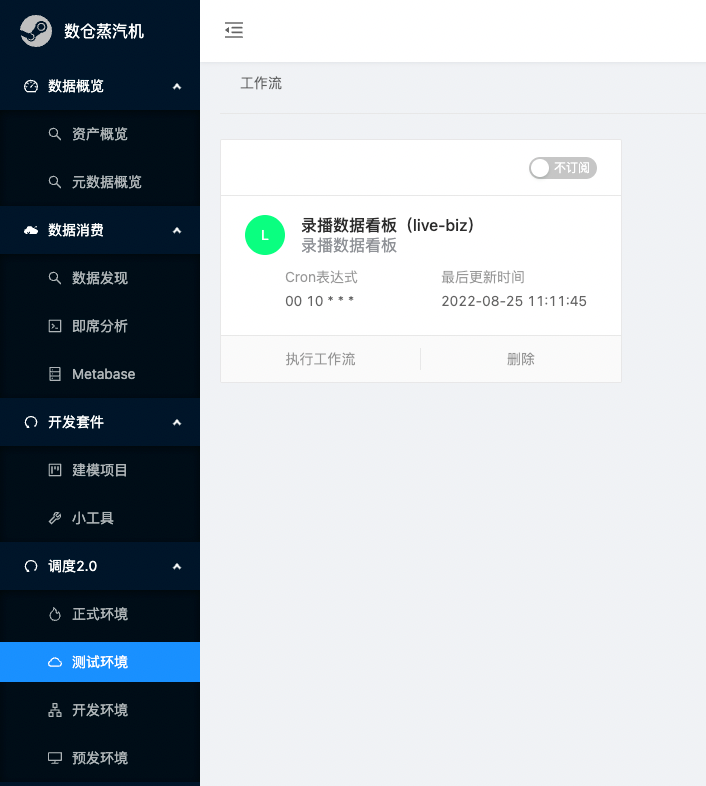 数仓蒸汽机
数据概览
资产概览
元数据概览
数据消费
数据发现
即席分析
Metabase
开发套件
建模项目
小工具
调度2.0
正式环境
测试环境
开发环境
预发环境
工作流
不订阅
L
录播数据看板（live-biz）
录播数据看板
Cron表达式
最后更新时间
00 10 * * *
2022-08-25 11:11:45
执行工作流
删除